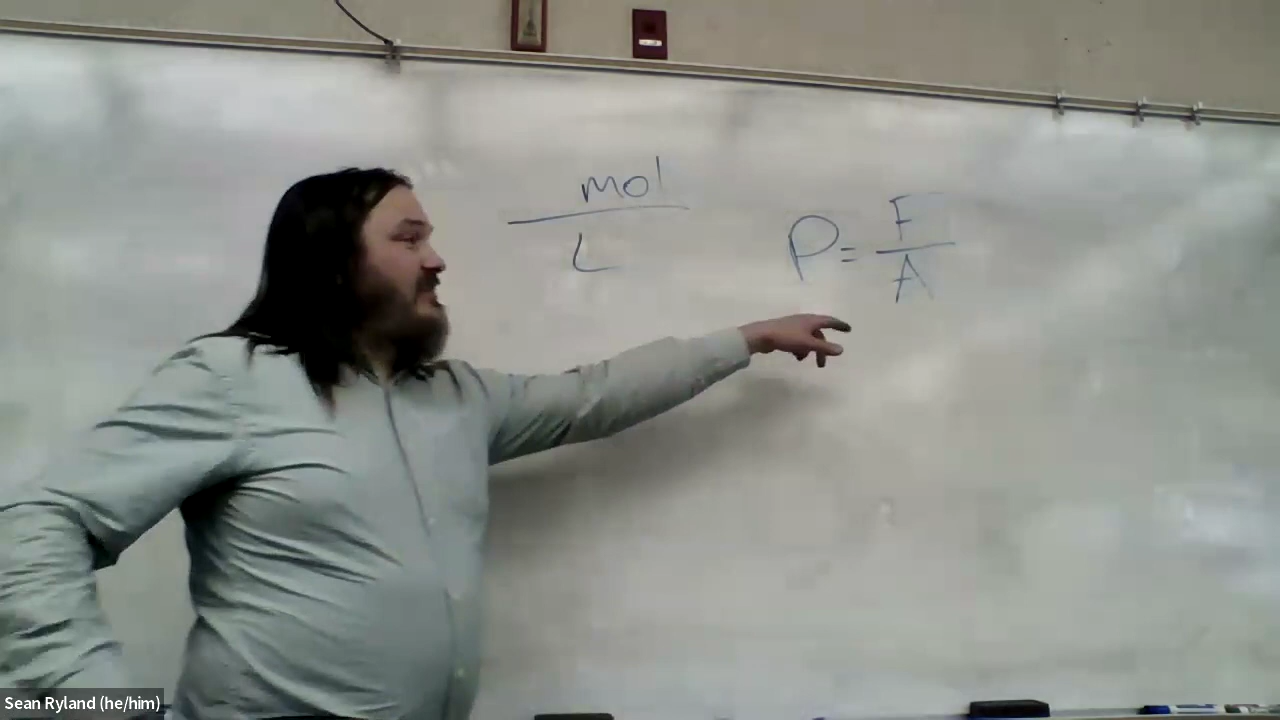 mol
L
P = F
A
Sean Ryland (he/him)